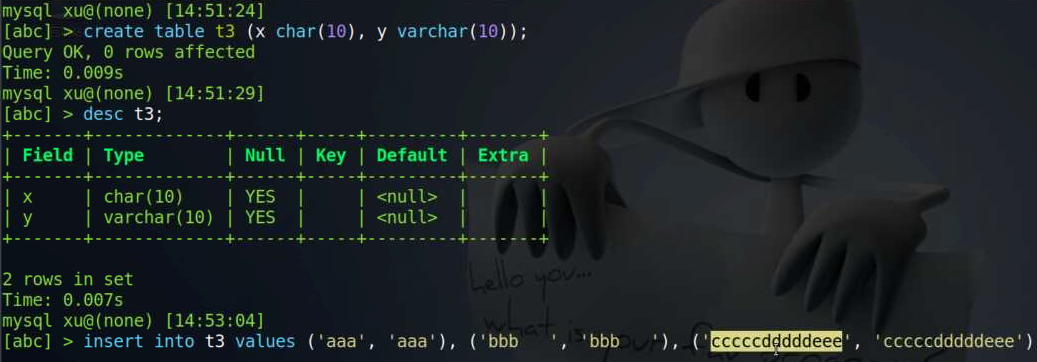 mysql xu@(none) [14:51:24]
[abc] > create table t3 (x char(10), y varchar(10));
Query OK, 0 rows affected
Time: 0.009s
mysql xu@(none) [14:51:29]
[abc] > desc t3;
+-------+-------------+------+-----+---------+-------+
| Field | Type        | Null | Key | Default | Extra |
+-------+-------------+------+-----+---------+-------+
| x     | char(10)    | YES  |     | <null>  |       |
| y     | varchar(10) | YES  |     | <null>  |       |
+-------+-------------+------+-----+---------+-------+
2 rows in set
Time: 0.007s
mysql xu@(none) [14:53:04]
[abc] > insert into t3 values ('aaa', 'aaa'), ('bbb   ', 'bbb   '), ('cccccdddddeee', 'cccccdddddeee')
Hello you...
what is your